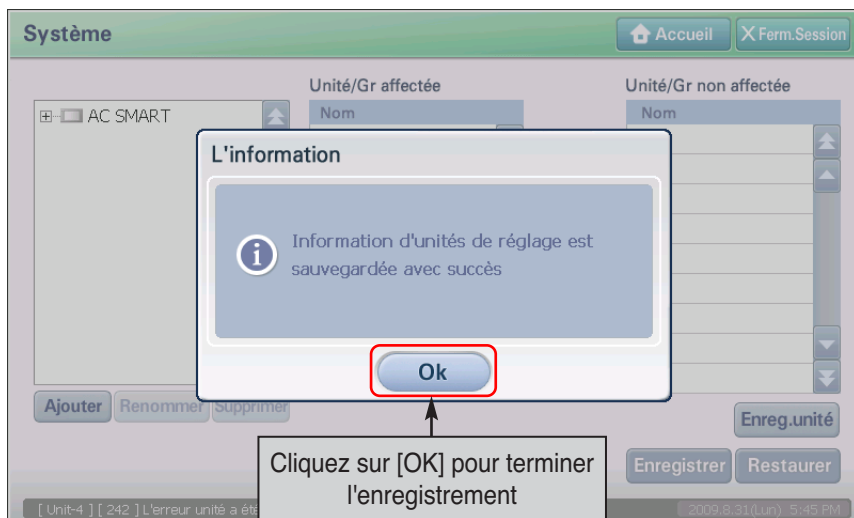 Système
Accueil
X Ferm.Session
Unité/Gr affectée
Unité/Gr non affectée
AC SMART
Nom
Nom
L'information
Information d'unités de réglage est
sauvegardée avec succès
Ok
Ajouter
Renommer
Supprimer
Enreg.unité
Cliquez sur [OK] pour terminer
l'enregistrement
Enregistrer
Restaurer
[ Unit-4 ] [ 242 ] L'erreur unité a été
2009.8.31(Lun) 5:45 PM